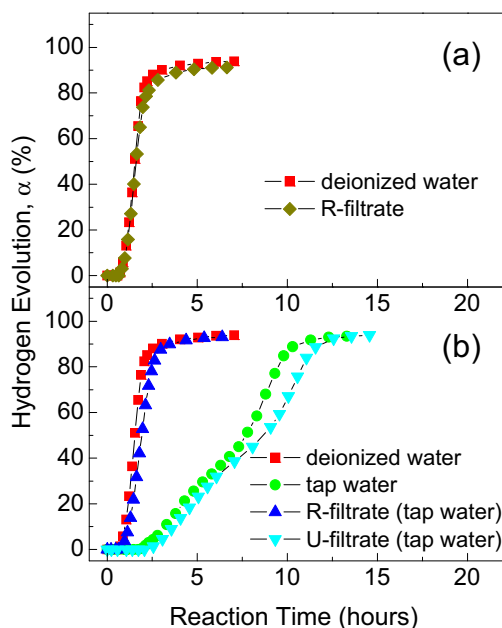 Hydrogen Evolution, α (%)
(a)
100
80
60
40
20
0
deionized water
R-filtrate
0 5 10 15 20
(b)
100
80
60
40
20
0
deionized water
tap water
R-filtrate (tap water)
U-filtrate (tap water)
0 5 10 15 20
Reaction Time (hours)